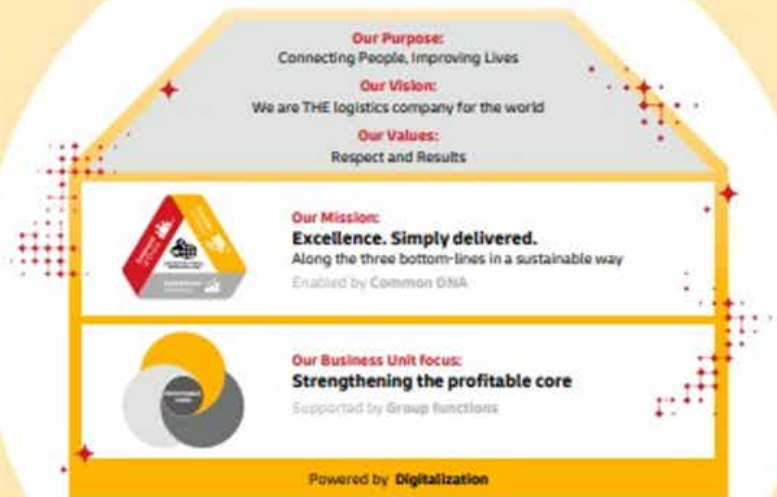 Our Purpose:
Connecting People, Improving Lives
Our Vision:
We are THE logistics company for the world
Our Values:
Respect and Results
Our Mission:
Excellence. Simply delivered.
Along the three bottom-lines in a sustainable way
Enabled by Common DNA
Our Business Unit focus:
Strengthening the profitable core
Supported by Group functions
Powered by Digitalization